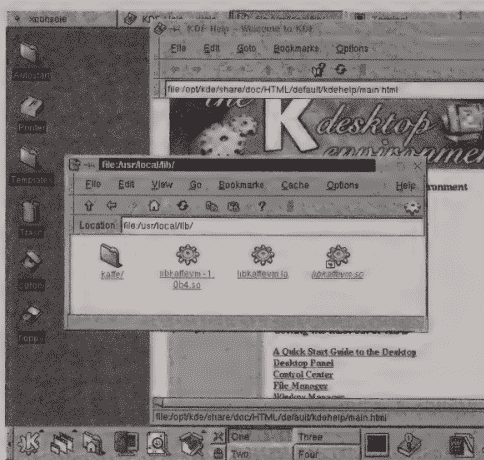 xconsole
KDE Help - Welcome to KDE
File Edit Goto Bookmarks Options
file:/opt/kde/share/doc/HTML/default/kdehelp/main.html
the K desktop
environment
Autostart
Printer
Templates
Trash
file:/usr/local/lib/
File Edit View Go Bookmarks Cache Options Help
Location: file:/usr/local/lib/
kaffe/
libkaffevm-1.
0b4.so
libkaffevm.la
libkaffevm.so
A Quick Start Guide to the Desktop
Desktop Panel
Control Center
File Manager
Window Manager
file:/opt/kde/share/doc/HTML/default/kdehelp/main.html
One
Three
Two
Four